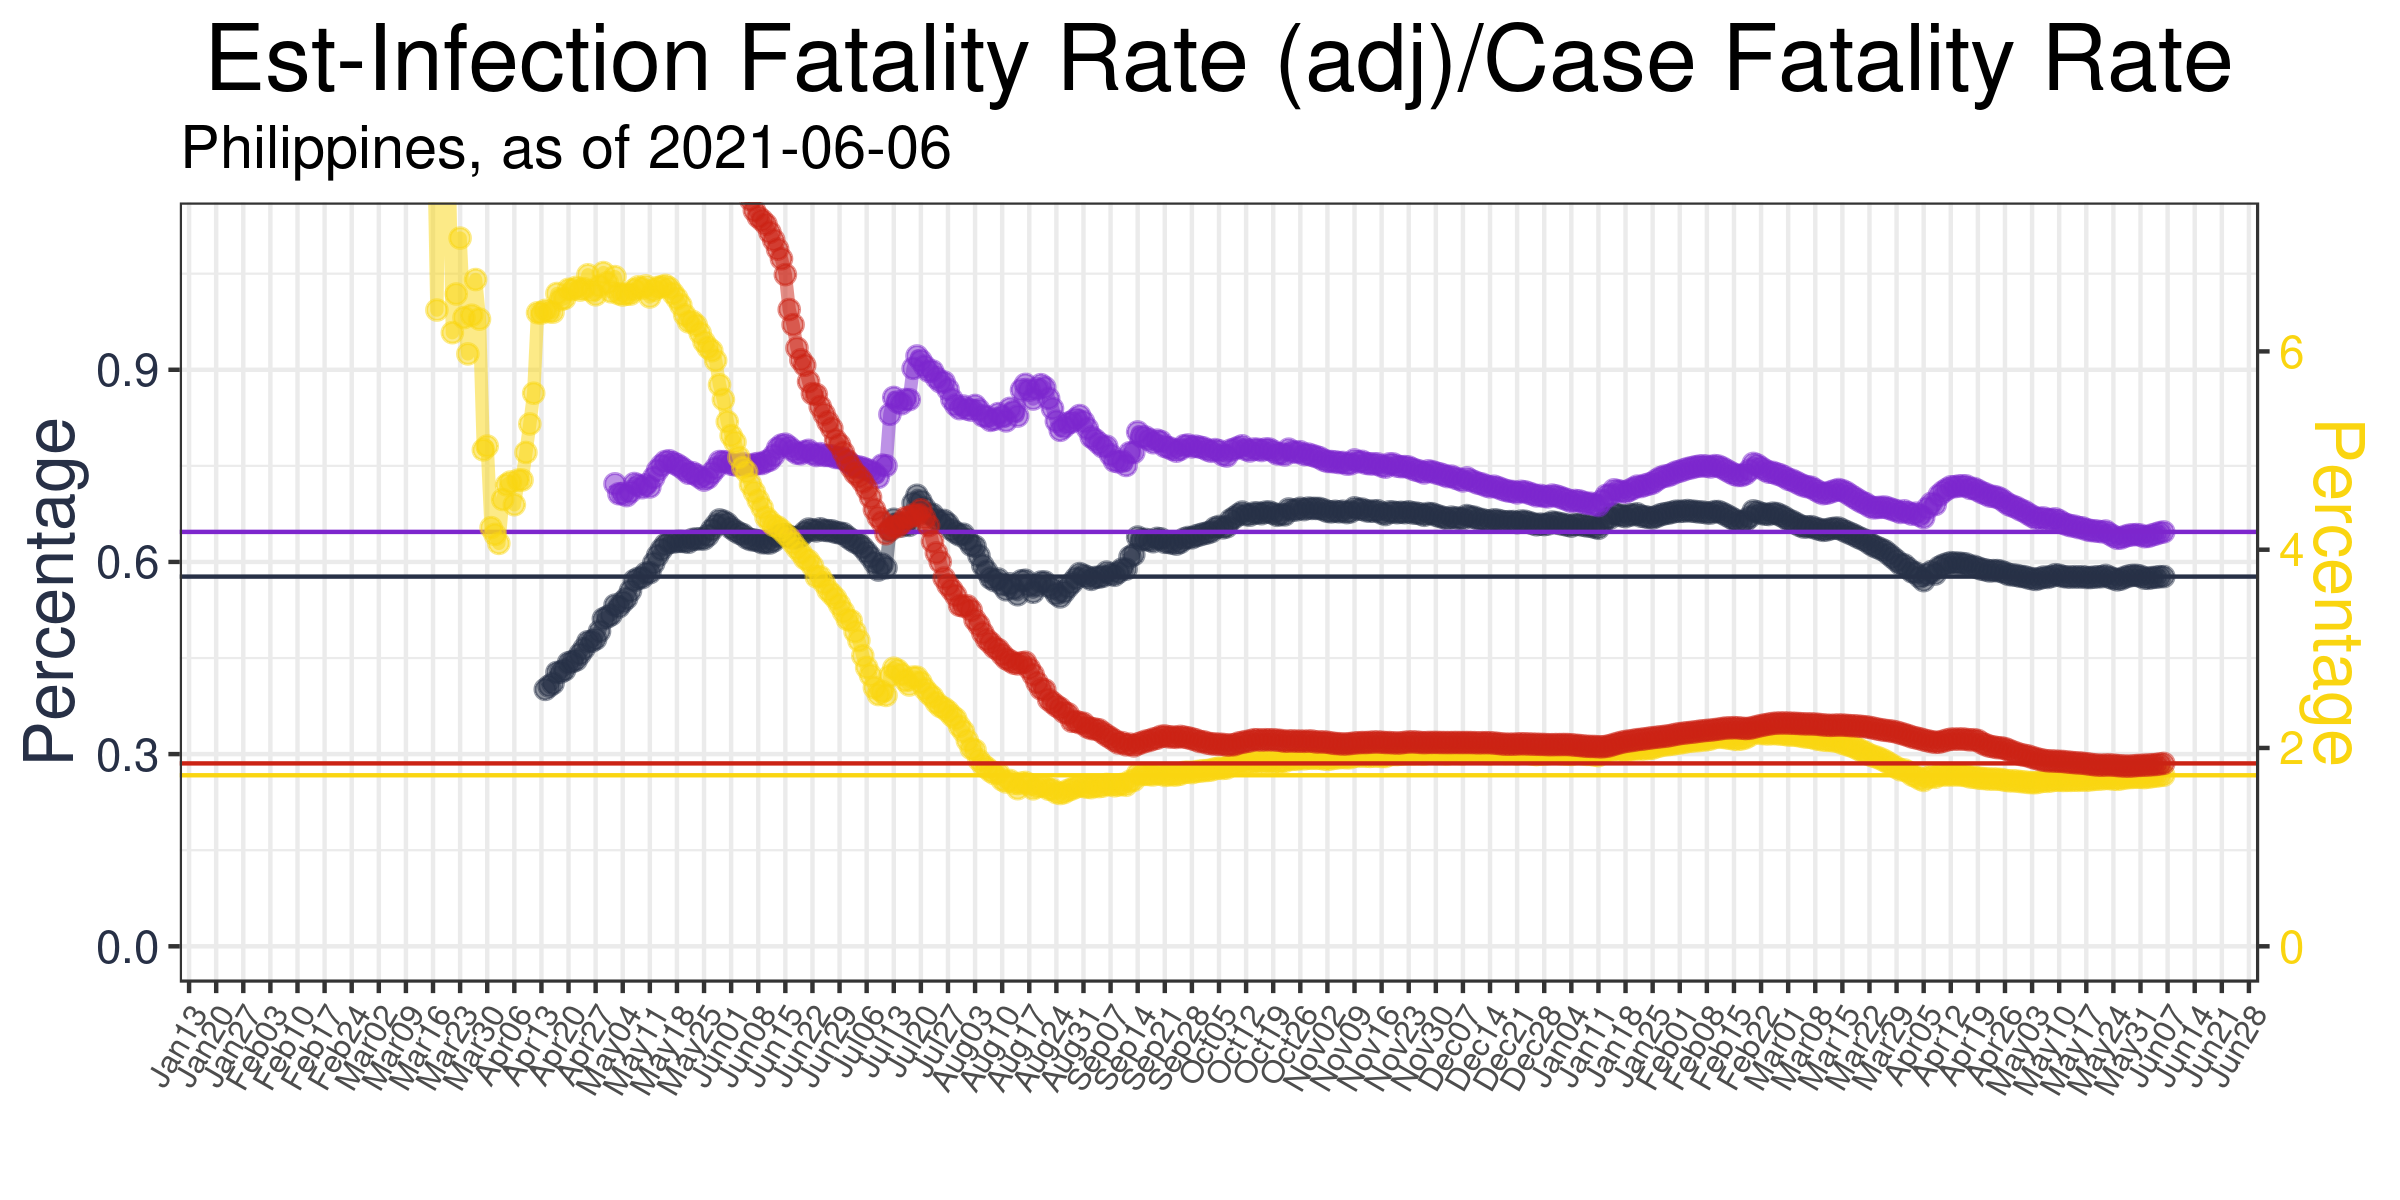 Est-Infection Fatality Rate (adj)/Case Fatality Rate
Philippines, as of 2021-06-06
Percentage
0.9
0.6
0.3
0.0
6
4
2
0
Percentage
Jan13
Jan20
Jan27
Feb03
Feb10
Feb17
Feb24
Mar02
Mar09
Mar16
Mar23
Mar30
Apr06
Apr13
Apr20
Apr27
May04
May11
May18
May25
Jun01
Jun08
Jun15
Jun22
Jun29
Jul06
Jul13
Jul20
Jul27
Aug03
Aug10
Aug17
Aug24
Aug31
Sep07
Sep14
Sep21
Sep28
Oct05
Oct12
Oct19
Oct26
Nov02
Nov09
Nov16
Nov23
Nov30
Dec07
Dec14
Dec21
Dec28
Jan04
Jan11
Jan18
Jan25
Feb01
Feb08
Feb15
Feb22
Mar01
Mar08
Mar15
Mar22
Mar29
Apr05
Apr12
Apr19
Apr26
May03
May10
May17
May24
May31
Jun07
Jun14
Jun21
Jun28